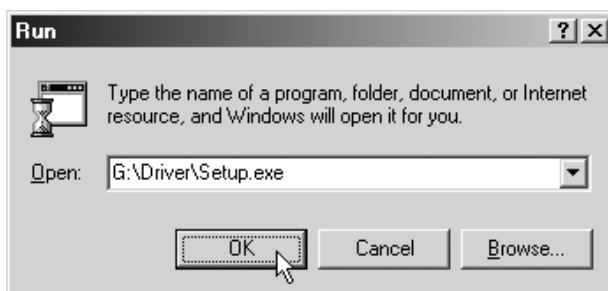 Run
Type the name of a program, folder, document, or Internet
resource, and Windows will open it for you.
Open: G:\Driver\Setup.exe
OK Cancel Browse...